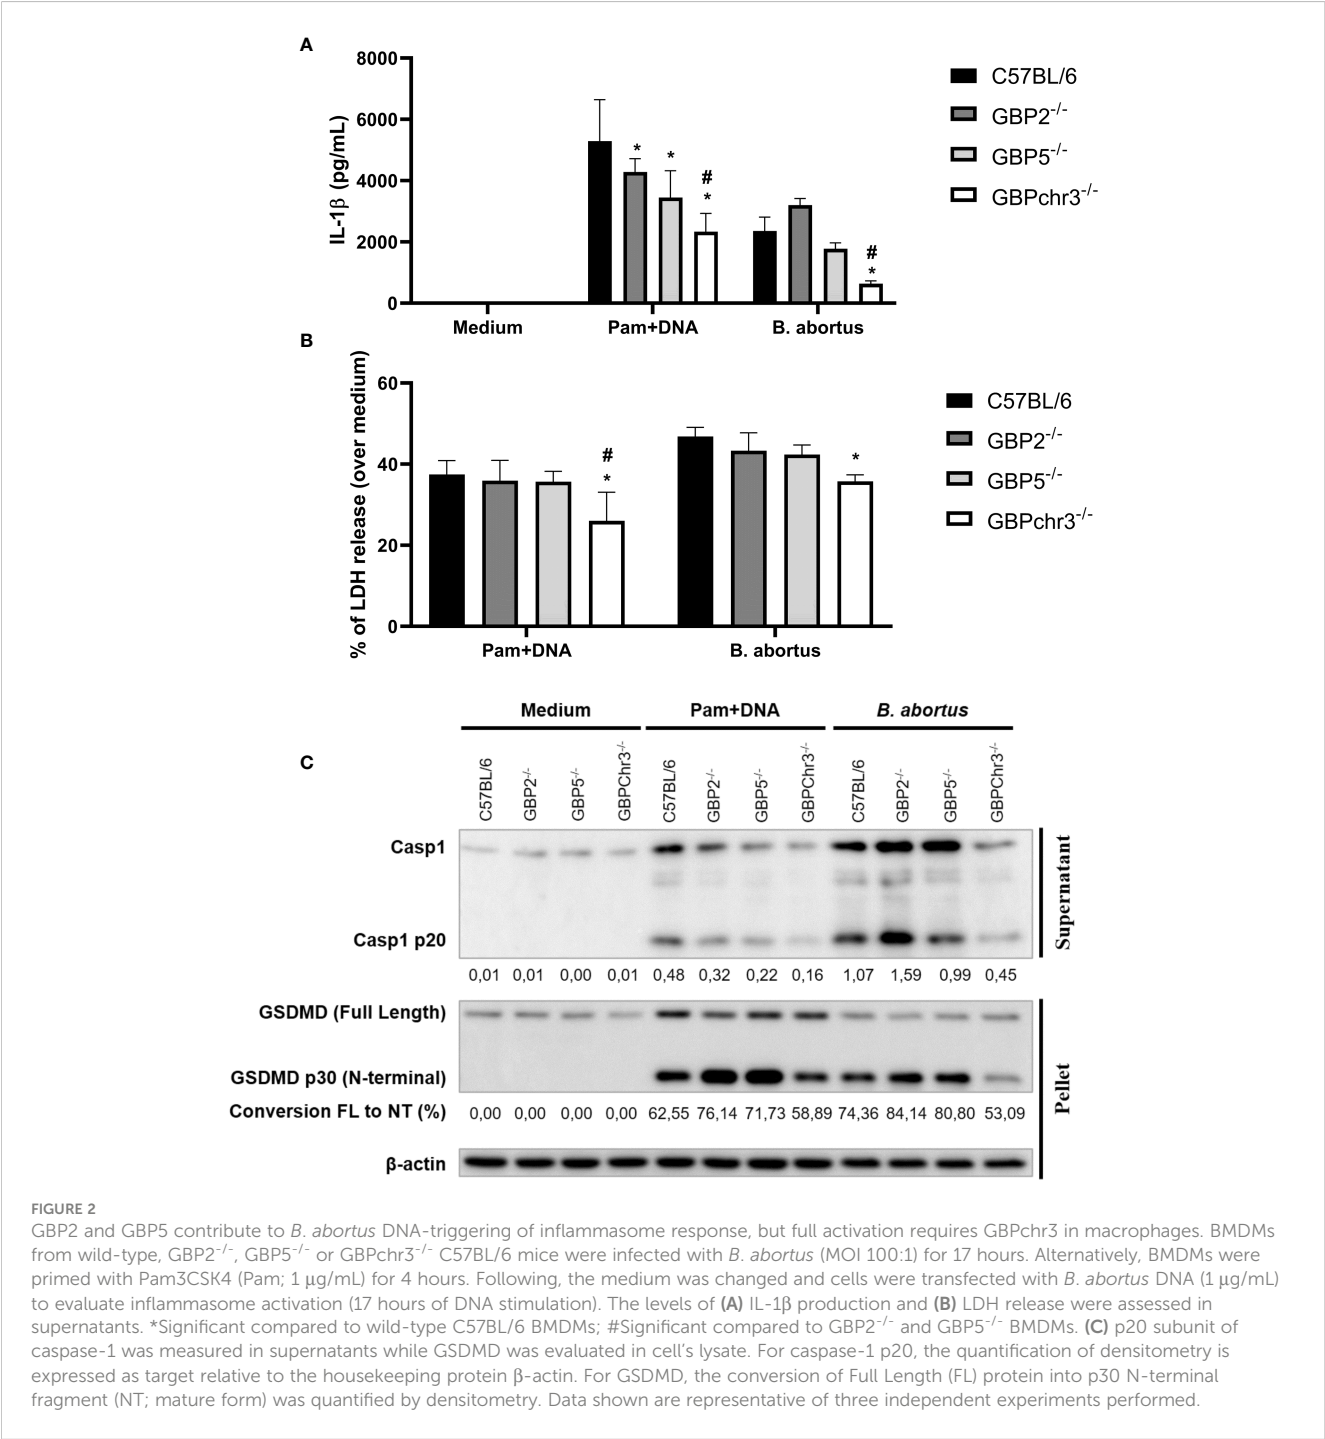 A
8000
6000
4000
2000
0
IL-1β (pg/mL)
* * # * # *
Medium Pam+DNA B. abortus
C57BL/6
GBP2-/-
GBP5-/-
GBPchr3-/-
B
60
40
20
0
% of LDH release (over medium)
# * *
Pam+DNA B. abortus
C57BL/6
GBP2-/-
GBP5-/-
GBPchr3-/-
C
Medium Pam+DNA B. abortus
C57BL/6 GBP2-/- GBP5-/- GBPChr3-/- C57BL/6 GBP2-/- GBP5-/- GBPChr3-/- C57BL/6 GBP2-/- GBP5-/- GBPChr3-/-
Casp1
Casp1 p20
0,01 0,01 0,00 0,01 0,48 0,32 0,22 0,16 1,07 1,59 0,99 0,45
Supernatant
GSDMD (Full Length)
GSDMD p30 (N-terminal)
Conversion FL to NT (%) 0,00 0,00 0,00 0,00 62,55 76,14 71,73 58,89 74,36 84,14 80,80 53,09
β-actin
Pellet
FIGURE 2
GBP2 and GBP5 contribute to B. abortus DNA-triggering of inflammasome response, but full activation requires GBPchr3 in macrophages. BMDMs
from wild-type, GBP2-/-, GBP5-/- or GBPchr3-/- C57BL/6 mice were infected with B. abortus (MOI 100:1) for 17 hours. Alternatively, BMDMs were
primed with Pam3CSK4 (Pam; 1 μg/mL) for 4 hours. Following, the medium was changed and cells were transfected with B. abortus DNA (1 μg/mL)
to evaluate inflammasome activation (17 hours of DNA stimulation). The levels of (A) IL-1β production and (B) LDH release were assessed in
supernatants. *Significant compared to wild-type C57BL/6 BMDMs; #Significant compared to GBP2-/- and GBP5-/- BMDMs. (C) p20 subunit of
caspase-1 was measured in supernatants while GSDMD was evaluated in cell's lysate. For caspase-1 p20, the quantification of densitometry is
expressed as target relative to the housekeeping protein β-actin. For GSDMD, the conversion of Full Length (FL) protein into p30 N-terminal
fragment (NT; mature form) was quantified by densitometry. Data shown are representative of three independent experiments performed.